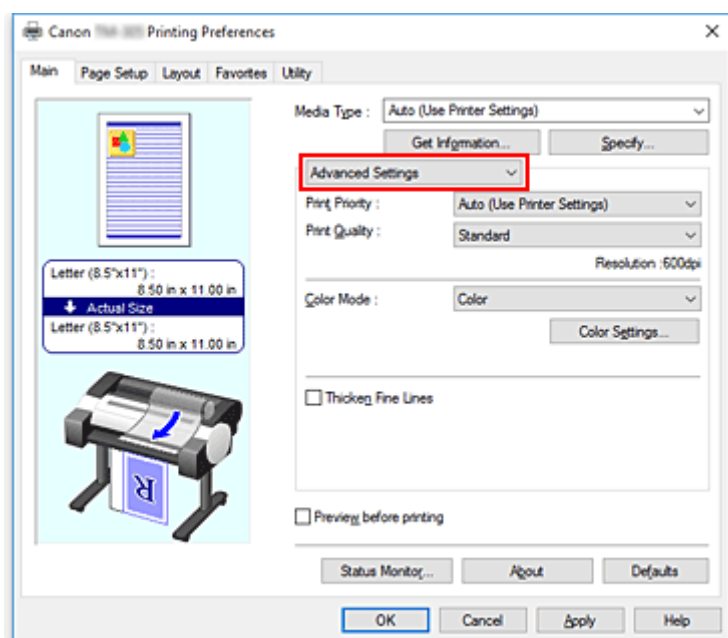 Canon Printing Preferences
Main Page Setup Layout Favorites Utility
Media Type : Auto (Use Printer Settings)
Get Information... Specify...
Advanced Settings
Print Priority : Auto (Use Printer Settings)
Print Quality : Standard
Resolution :600dpi
Letter (8.5"x11") :
8.50 in x 11.00 in
Actual Size
Letter (8.5"x11") :
8.50 in x 11.00 in
Color Mode : Color
Color Settings...
Thicken Fine Lines
R
Preview before printing
Status Monitor... About Defaults
OK Cancel Apply Help